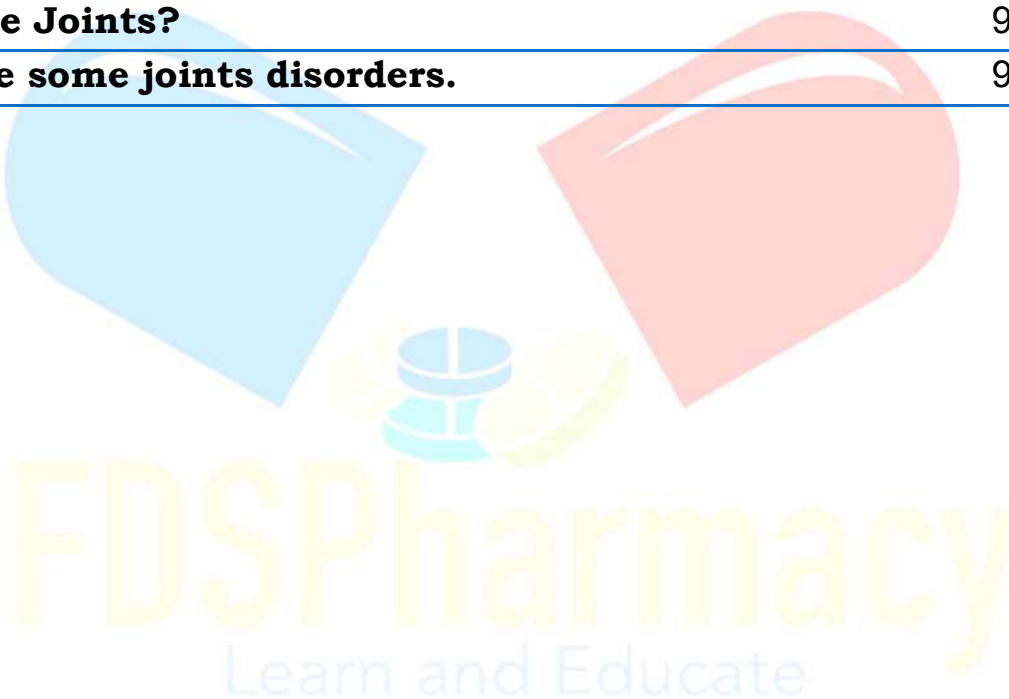 e Joints? 9
e some joints disorders. 9
FDSPharmacy
Learn and Educate